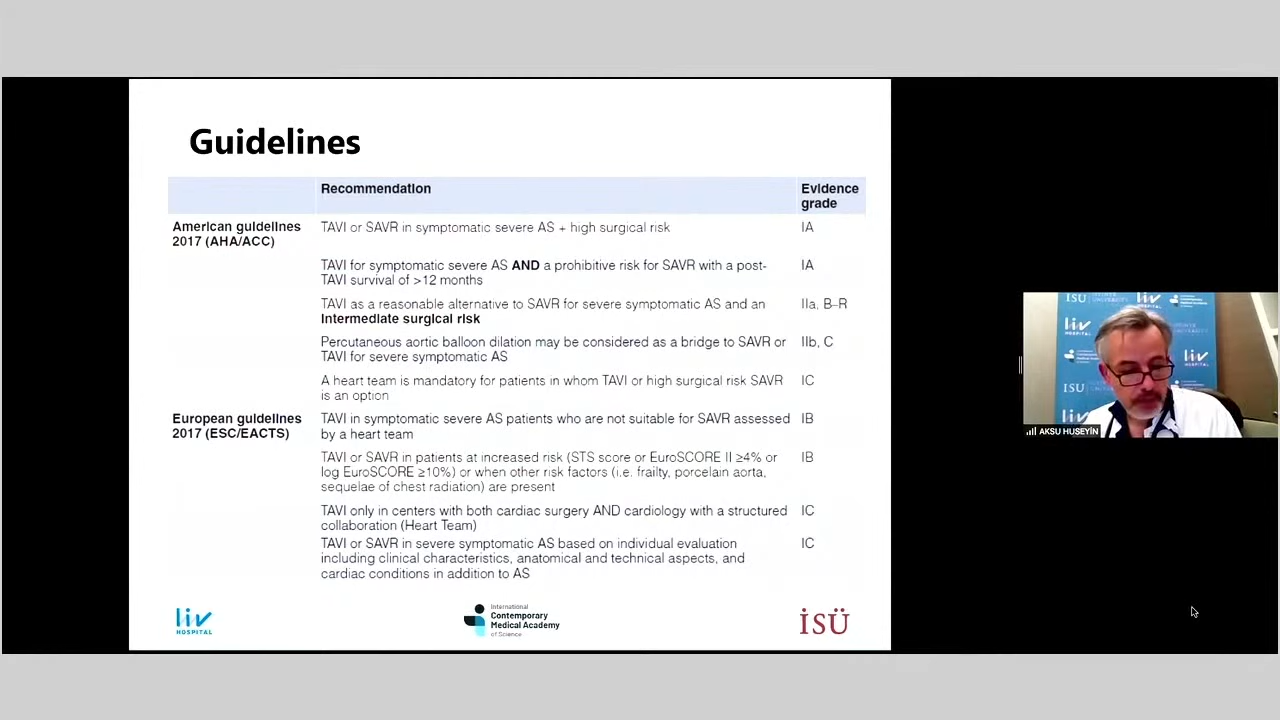 Guidelines
Recommendation
Evidence
grade
American guidelines
2017 (AHA/ACC)
TAVI or SAVR in symptomatic severe AS + high surgical risk
IA
TAVI for symptomatic severe AS AND a prohibitive risk for SAVR with a post-
TAVI survival of >12 months
IA
TAVI as a reasonable alternative to SAVR for severe symptomatic AS and an
intermediate surgical risk
IIa, B–R
Percutaneous aortic balloon dilation may be considered as a bridge to SAVR or
TAVI for severe symptomatic AS
IIb, C
A heart team is mandatory for patients in whom TAVI or high surgical risk SAVR
is an option
IC
European guidelines
2017 (ESC/EACTS)
TAVI in symptomatic severe AS patients who are not suitable for SAVR assessed
by a heart team
IB
TAVI or SAVR in patients at increased risk (STS score or EuroSCORE II ≥4% or
log EuroSCORE ≥10%) or when other risk factors (i.e. frailty, porcelain aorta,
sequelae of chest radiation) are present
IB
TAVI only in centers with both cardiac surgery AND cardiology with a structured
collaboration (Heart Team)
IC
TAVI or SAVR in severe symptomatic AS based on individual evaluation
including clinical characteristics, anatomical and technical aspects, and
cardiac conditions in addition to AS
IC
liv
HOSPITAL
International
Contemporary
Medical Academy
of Science
İSÜ
İSÜ
liv
HOSPITAL
liv
HOSPITAL
İSÜ
liv
AKSU HUSEYİN